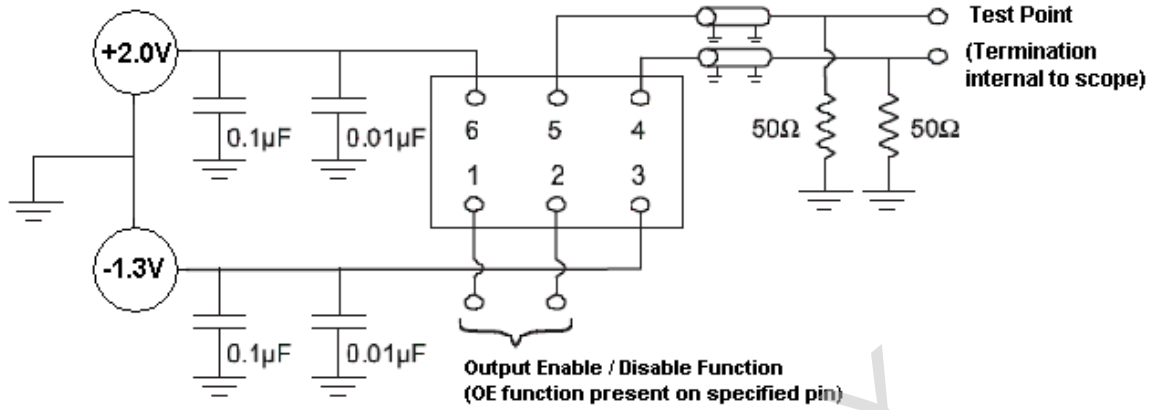 +2.0V
Test Point
(Termination
internal to scope)
0.1µF
0.01µF
6 5 4
1 2 3
50Ω
50Ω
-1.3V
0.1µF
0.01µF
Output Enable / Disable Function
(OE function present on specified pin)